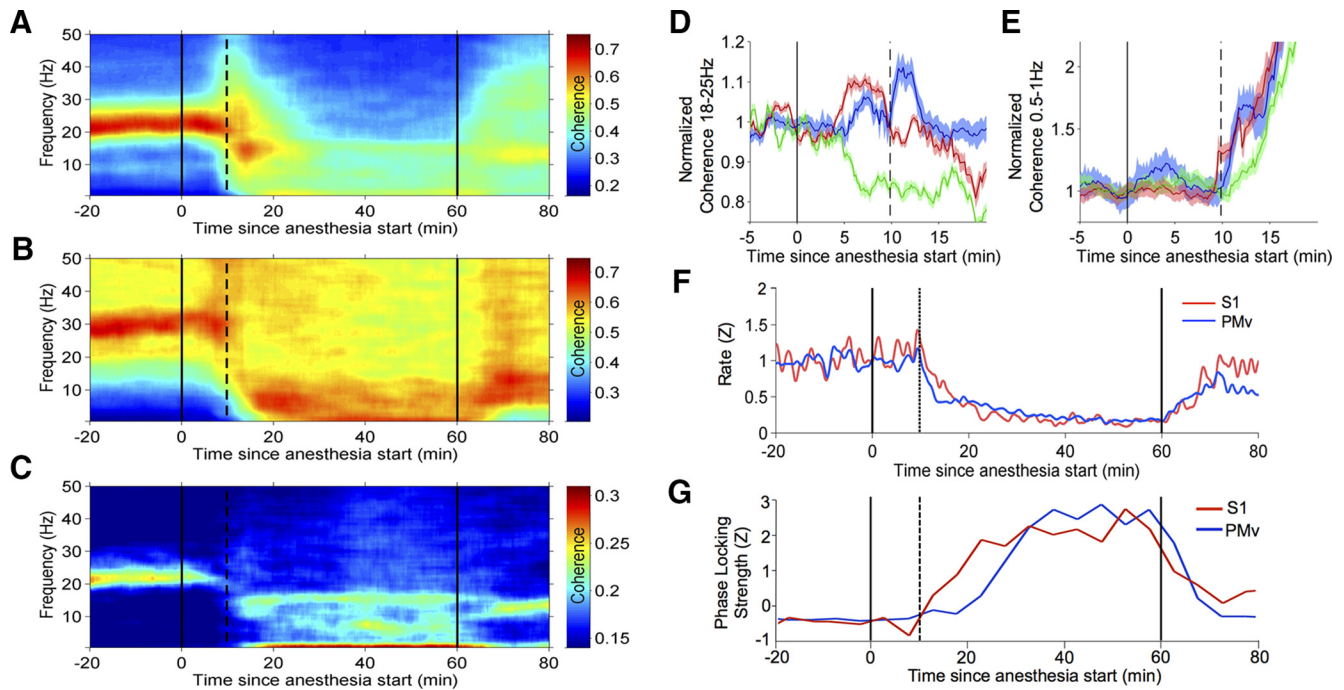 A
50
40
30
20
10
-20 0 20 40 60 80
Frequency (Hz)
Time since anesthesia start (min)
0.7
0.6
0.5
0.4
0.3
0.2
Coherence
B
50
40
30
20
10
-20 0 20 40 60 80
Frequency (Hz)
Time since anesthesia start (min)
0.7
0.6
0.5
0.4
0.3
Coherence
C
50
40
30
20
10
-20 0 20 40 60 80
Frequency (Hz)
Time since anesthesia start (min)
0.3
0.25
0.2
0.15
Coherence
D
1.2
1.1
1
0.9
0.8
-5 0 5 10 15
Normalized
Coherence 18-25Hz
Time since anesthesia start (min)
E
2
1.5
1
-5 0 5 10 15
Normalized
Coherence 0.5-1Hz
Time since anesthesia start (min)
F
2
1.5
1
0.5
0
-20 0 20 40 60 80
Rate (Z)
Time since anesthesia start (min)
S1
PMv
G
3
2
1
0
-1
-20 0 20 40 60 80
Phase Locking
Strength (Z)
Time since anesthesia start (min)
S1
PMv